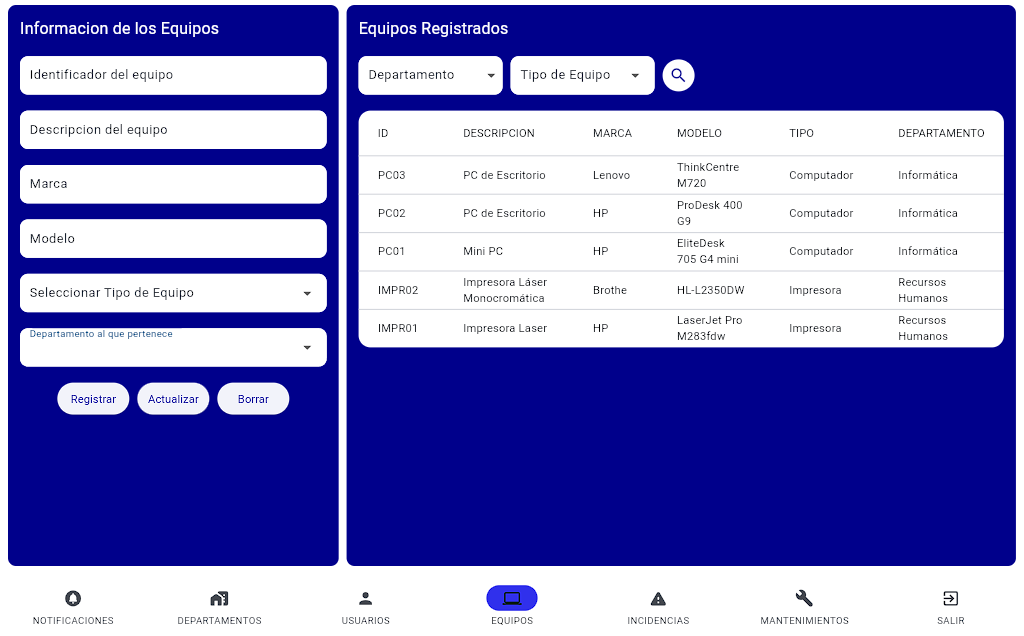 Informacion de los Equipos
Identificador del equipo
Descripcion del equipo
Marca
Modelo
Seleccionar Tipo de Equipo
Departamento al que pertenece
Registrar Actualizar Borrar
Equipos Registrados
Departamento Tipo de Equipo
ID DESCRIPCION MARCA MODELO TIPO DEPARTAMENTO
PC03 PC de Escritorio Lenovo ThinkCentre M720 Computador Informática
PC02 PC de Escritorio HP ProDesk 400 G9 Computador Informática
PC01 Mini PC HP EliteDesk 705 G4 mini Computador Informática
IMPR02 Impresora Láser Monocromática Brothe HL-L2350DW Impresora Recursos Humanos
IMPR01 Impresora Laser HP LaserJet Pro M283fdw Impresora Recursos Humanos
NOTIFICACIONES DEPARTAMENTOS USUARIOS EQUIPOS INCIDENCIAS MANTENIMIENTOS SALIR